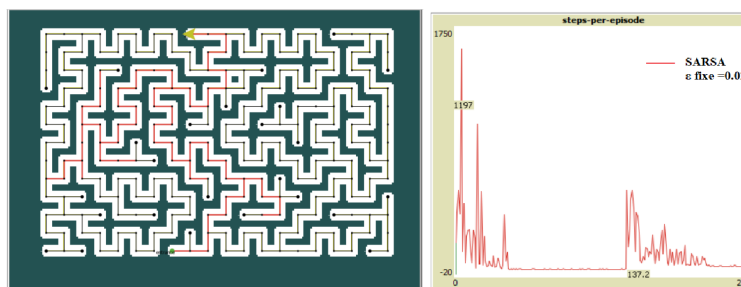 steps-per-episode
1750
SARSA
ε fixe =0.0
1197
-20
0
137.2
2